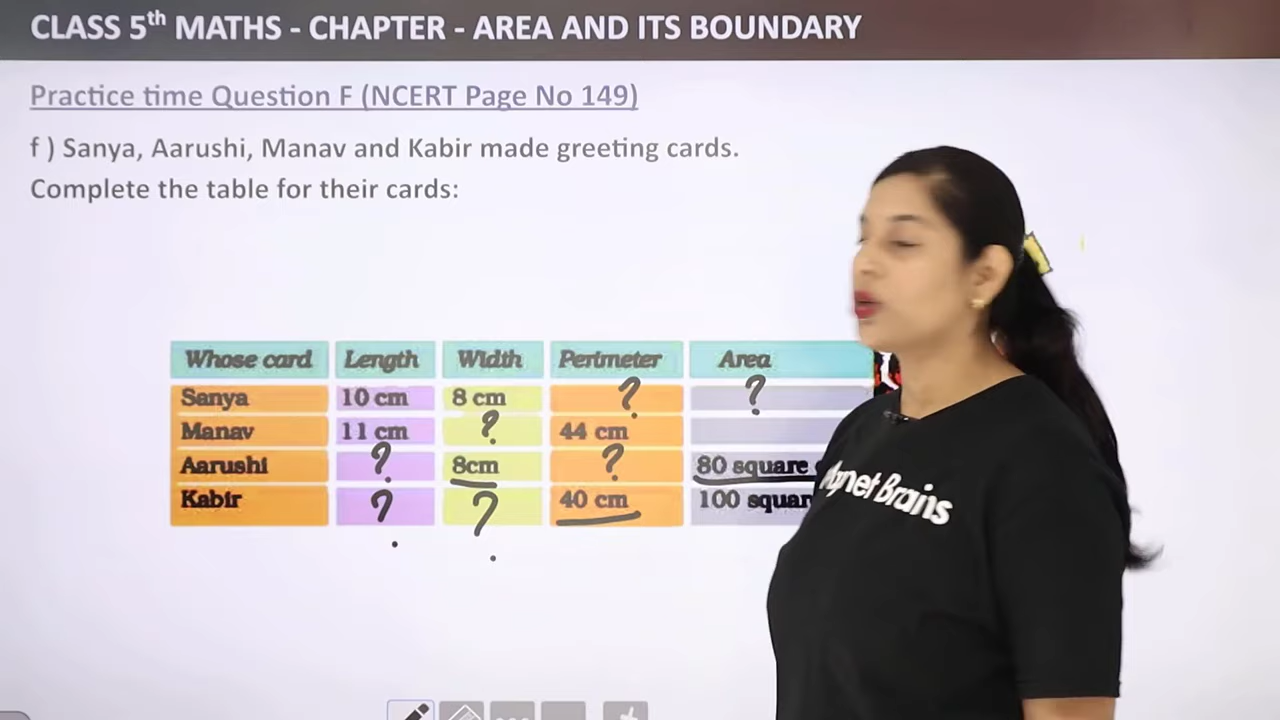 CLASS 5th MATHS - CHAPTER - AREA AND ITS BOUNDARY
Practice time Question F (NCERT Page No 149)
f ) Sanya, Aarushi, Manav and Kabir made greeting cards.
Complete the table for their cards:
Whose card Length Width Perimeter Area
Sanya 10 cm 8 cm ? ?
Manav 11 cm ? 44 cm
Aarushi ? 8cm ? 80 square
Kabir ? ? 40 cm 100 squar
Magnet Brains